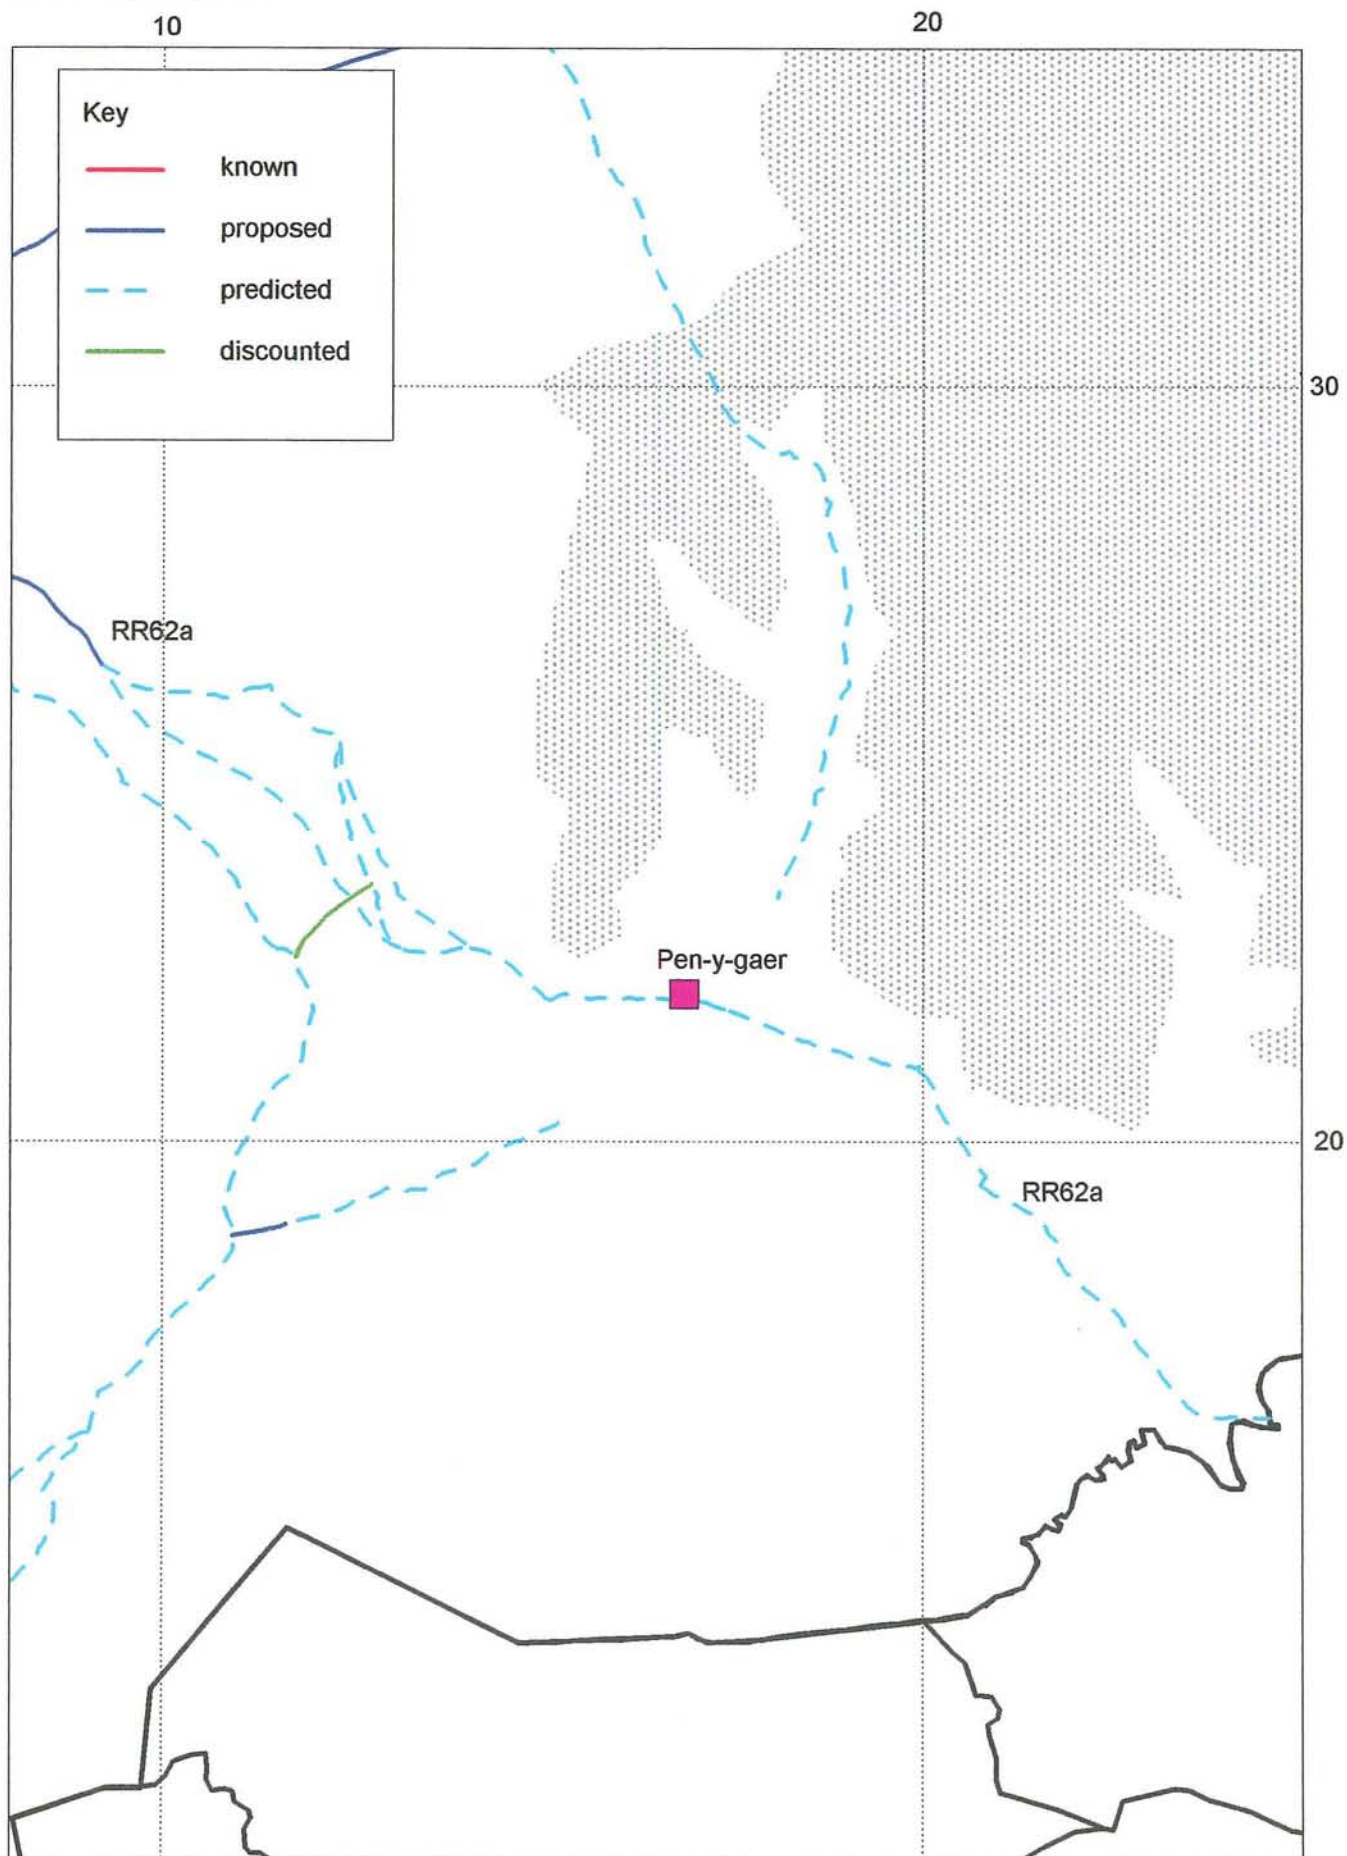 10
20
Key
known
proposed
predicted
discounted
30
RR62a
Pen-y-gaer
20
RR62a